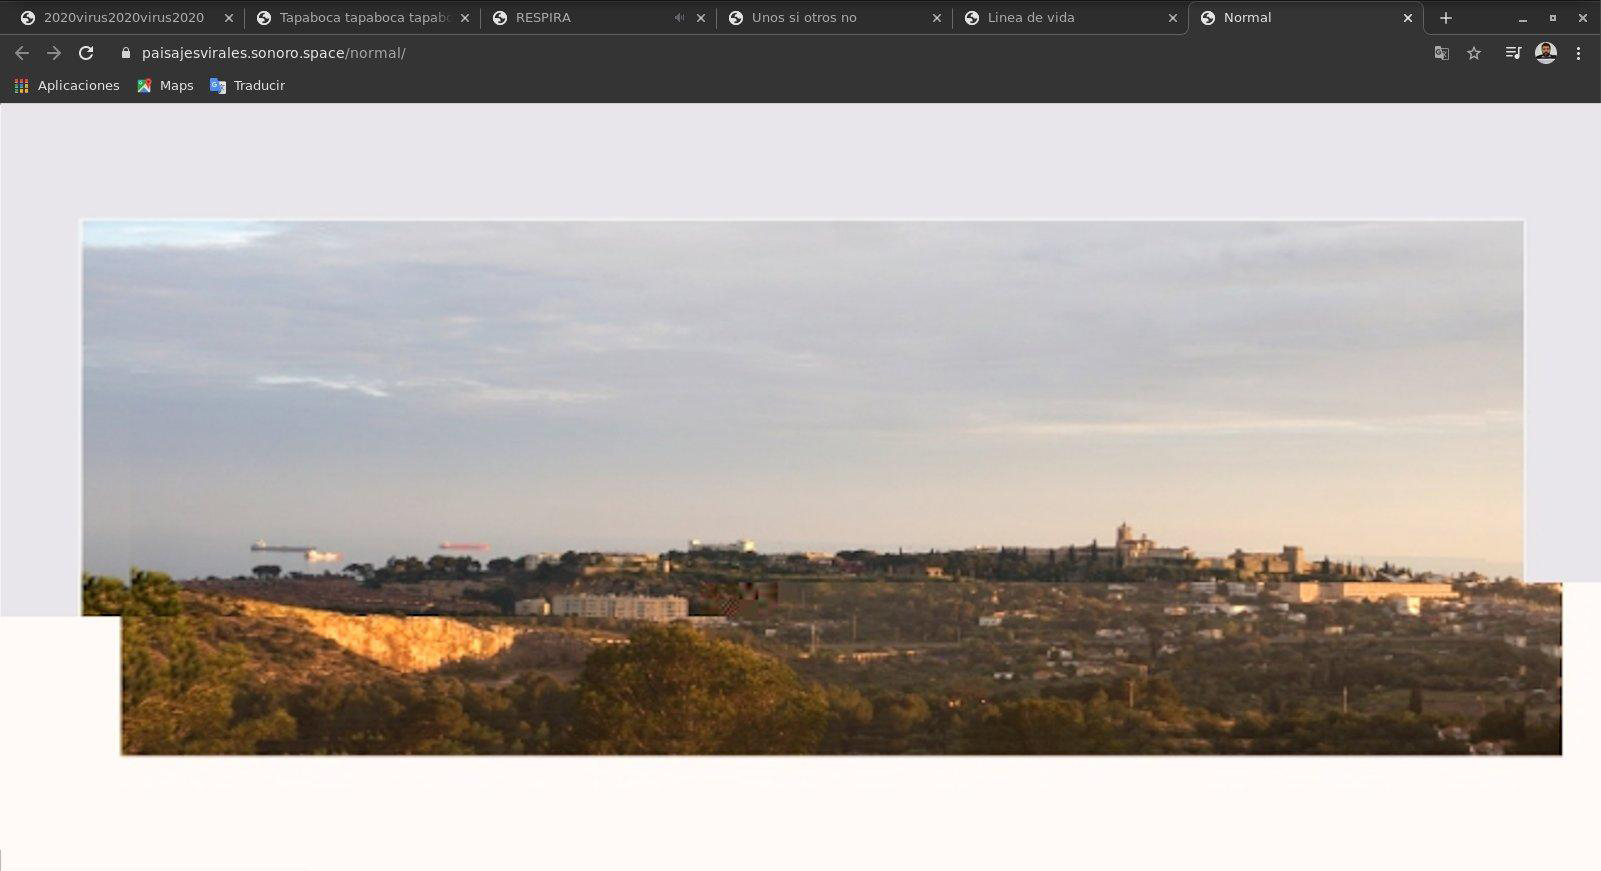 2020virus2020virus2020
Tapaboca tapaboca tapab
RESPIRA
Unos si otros no
Linea de vida
Normal
paisajesvirales.sonoro.space/normal/
Aplicaciones
Maps
Traducir